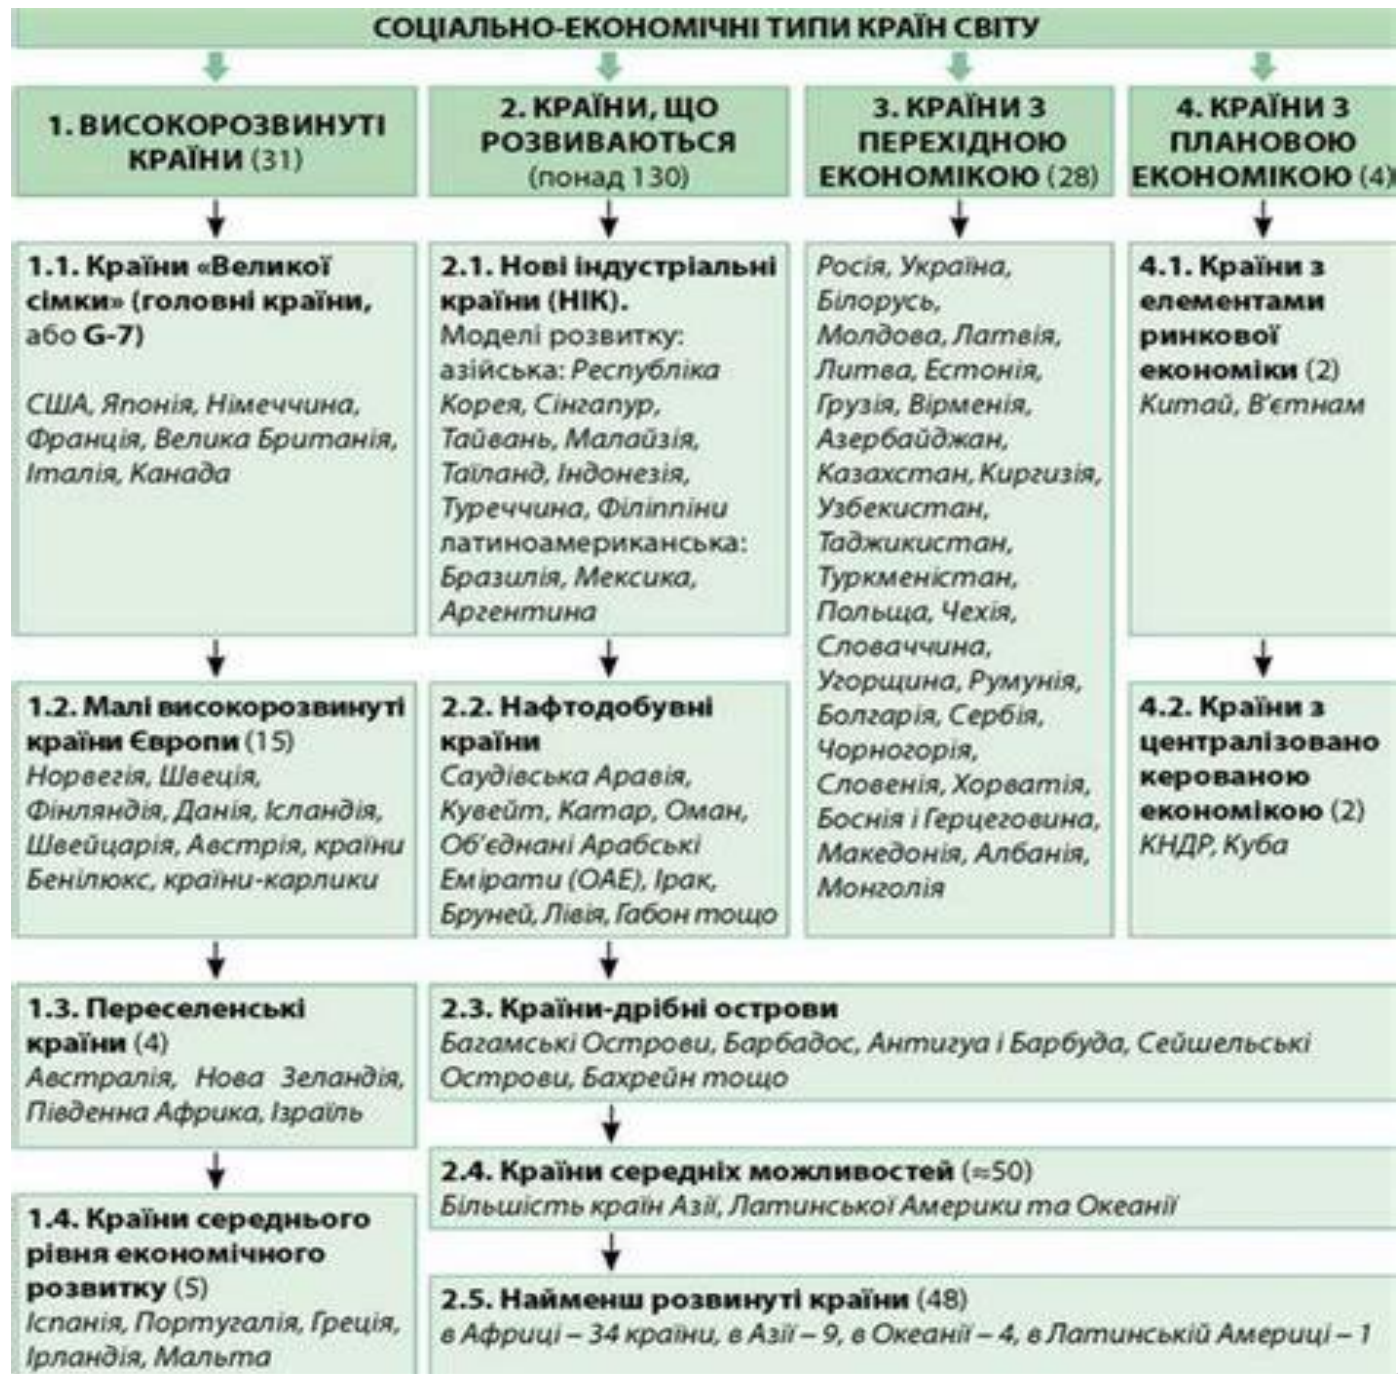 СОЦІАЛЬНО-ЕКОНОМІЧНІ ТИПИ КРАЇН СВІТУ
1. ВИСОКОРОЗВИНУТІ
КРАЇНИ (31)
2. КРАЇНИ, ЩО
РОЗВИВАЮТЬСЯ
(понад 130)
3. КРАЇНИ З
ПЕРЕХІДНОЮ
ЕКОНОМІКОЮ (28)
4. КРАЇНИ З
ПЛАНОВОЮ
ЕКОНОМІКОЮ (4)
1.1. Країни «Великої
сімки» (головні країни,
або G-7)
США, Японія, Німеччина,
Франція, Велика Британія,
Італія, Канада
2.1. Нові індустріальні
країни (НІК).
Моделі розвитку:
азійська: Республіка
Корея, Сінгапур,
Тайвань, Малайзія,
Таїланд, Індонезія,
Туреччина, Філіппіни
латиноамериканська:
Бразилія, Мексика,
Аргентина
Росія, Україна,
Білорусь,
Молдова, Латвія,
Литва, Естонія,
Грузія, Вірменія,
Азербайджан,
Казахстан, Киргизія,
Узбекистан,
Таджикистан,
Туркменістан,
Польща, Чехія,
Словаччина,
Угорщина, Румунія,
Болгарія, Сербія,
Чорногорія,
Словенія, Хорватія,
Боснія і Герцеговина,
Македонія, Албанія,
Монголія
4.1. Країни з
елементами
ринкової
економіки (2)
Китай, В'єтнам
1.2. Малі високорозвинуті
країни Європи (15)
Норвегія, Швеція,
Фінляндія, Данія, Ісландія,
Швейцарія, Австрія, країни
Бенілюкс, країни-карлики
2.2. Нафтодобувні
країни
Саудівська Аравія,
Кувейт, Катар, Оман,
Об'єднані Арабські
Емірати (ОАЕ), Ірак,
Бруней, Лівія, Габон тощо
4.2. Країни з
централізовано
керованою
економікою (2)
КНДР, Куба
1.3. Переселенські
країни (4)
Австралія, Нова Зеландія,
Південна Африка, Ізраїль
2.3. Країни-дрібні острови
Багамські Острови, Барбадос, Антигуа і Барбуда, Сейшельські
Острови, Бахрейн тощо
2.4. Країни середніх можливостей (≈50)
Більшість країн Азії, Латинської Америки та Океанії
1.4. Країни середнього
рівня економічного
розвитку (5)
Іспанія, Португалія, Греція,
Ірландія, Мальта
2.5. Найменш розвинуті країни (48)
в Африці – 34 країни, в Азії – 9, в Океанії – 4, в Латинській Америці – 1